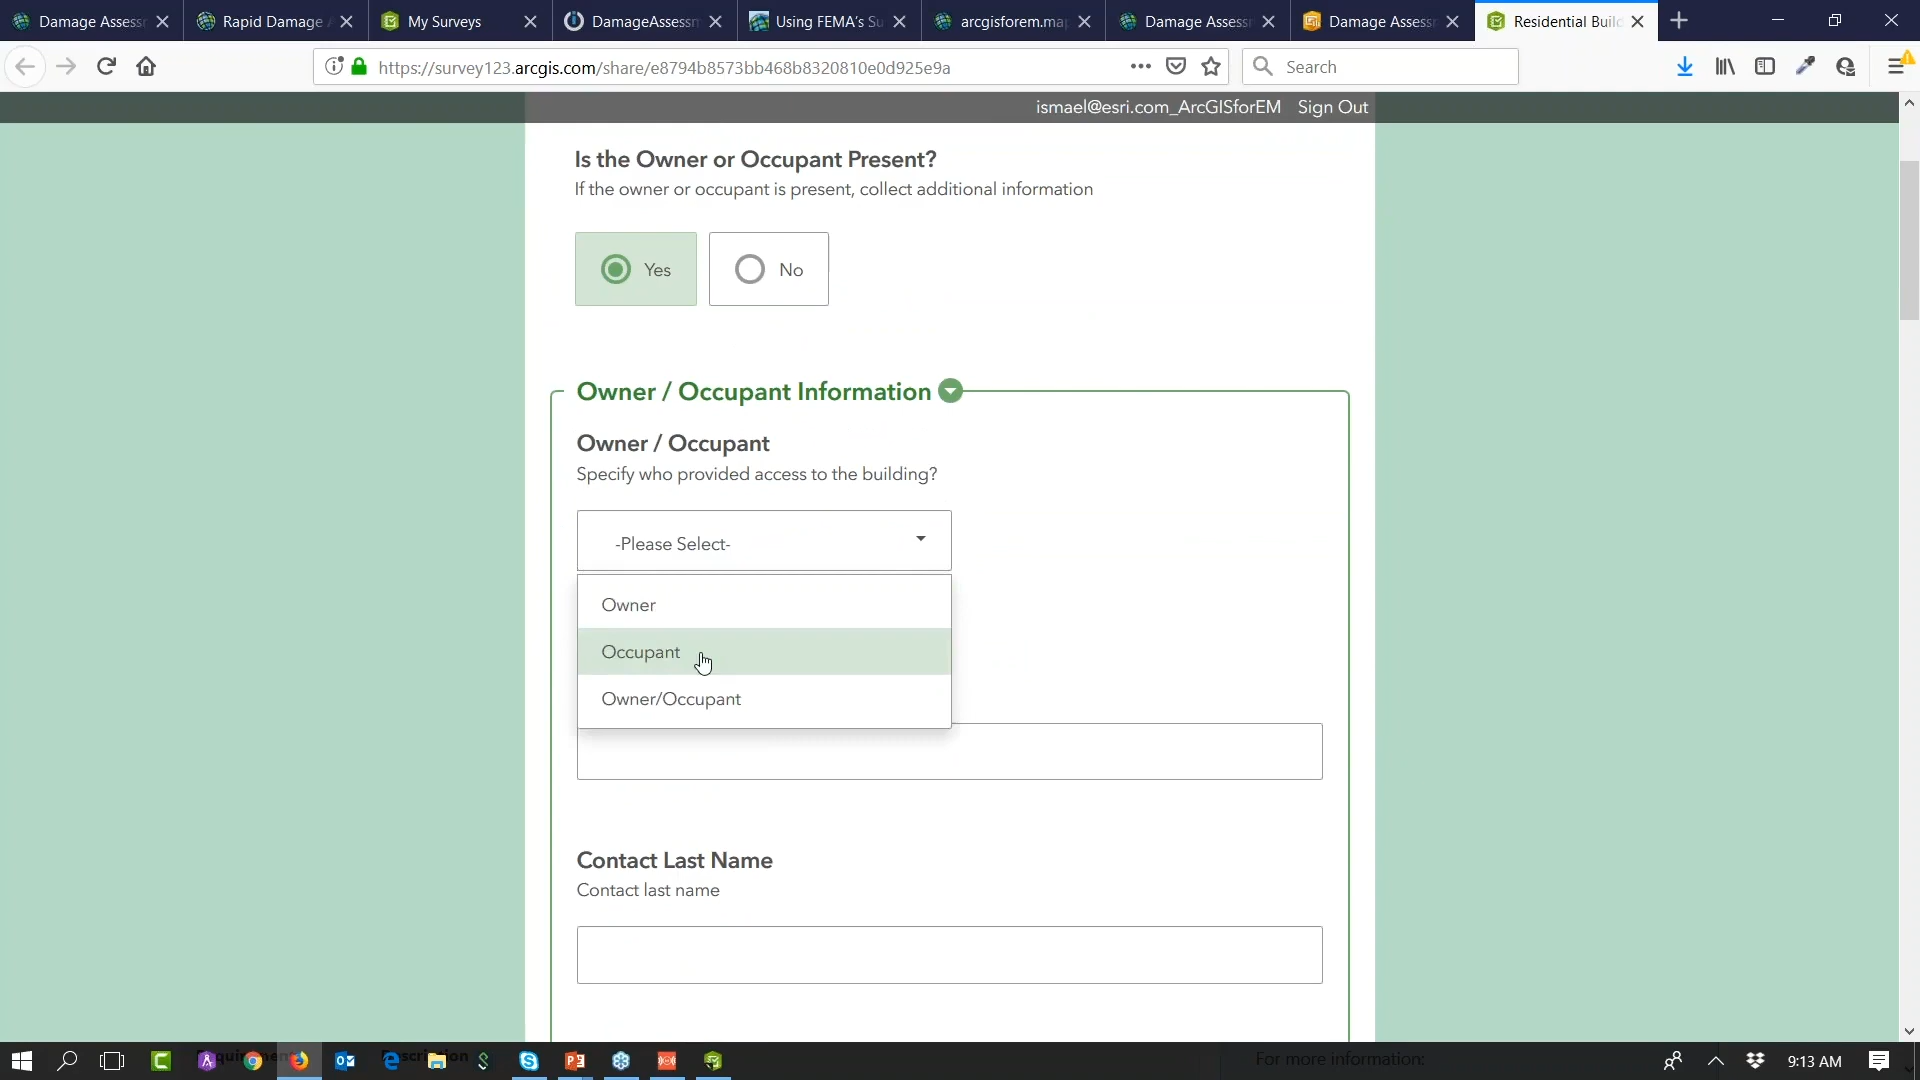 Damage Assessm
Rapid Damage A
My Surveys
DamageAssessm
Using FEMA's Su
arcgisforem.map
Damage Assess
Damage Assess
Residential Build
https://survey123.arcgis.com/share/e8794b8573bb468b8320810e0d925e9a
Search
ismael@esri.com_ArcGISforEM Sign Out
Is the Owner or Occupant Present?
If the owner or occupant is present, collect additional information
Yes
No
Owner / Occupant Information
Owner / Occupant
Specify who provided access to the building?
-Please Select-
Owner
Occupant
Owner/Occupant
Contact Last Name
Contact last name
For more information:
9:13 AM